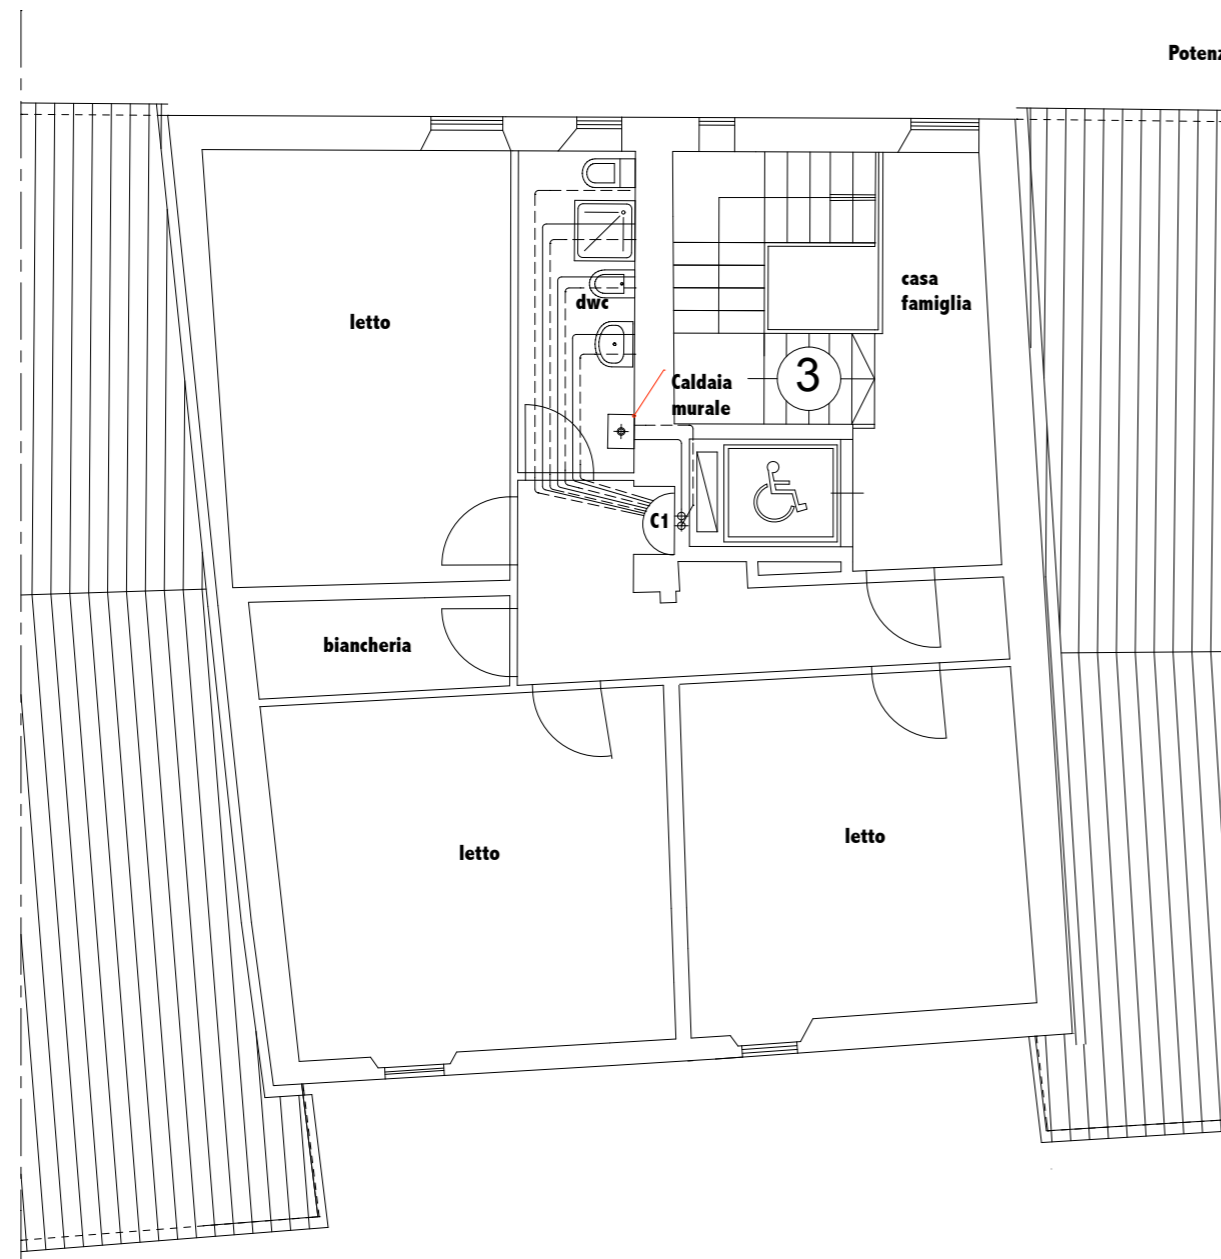 Potenz
casa
famiglia
dwc
letto
3
Caldaia
murale
C1
biancheria
letto
letto